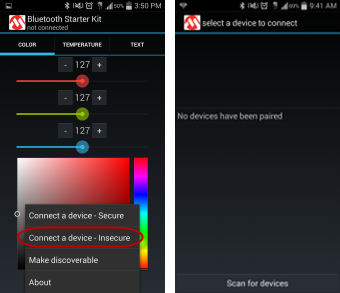 50% 3:50 PM
Bluetooth Starter Kit
not connected
COLOR TEMPERATURE TEXT
- 127 +
- 127 +
- 127 +
Connect a device - Secure
Connect a device - Insecure
Make discoverable
About
9:41 AM
select a device to connect
No devices have been paired
Scan for devices